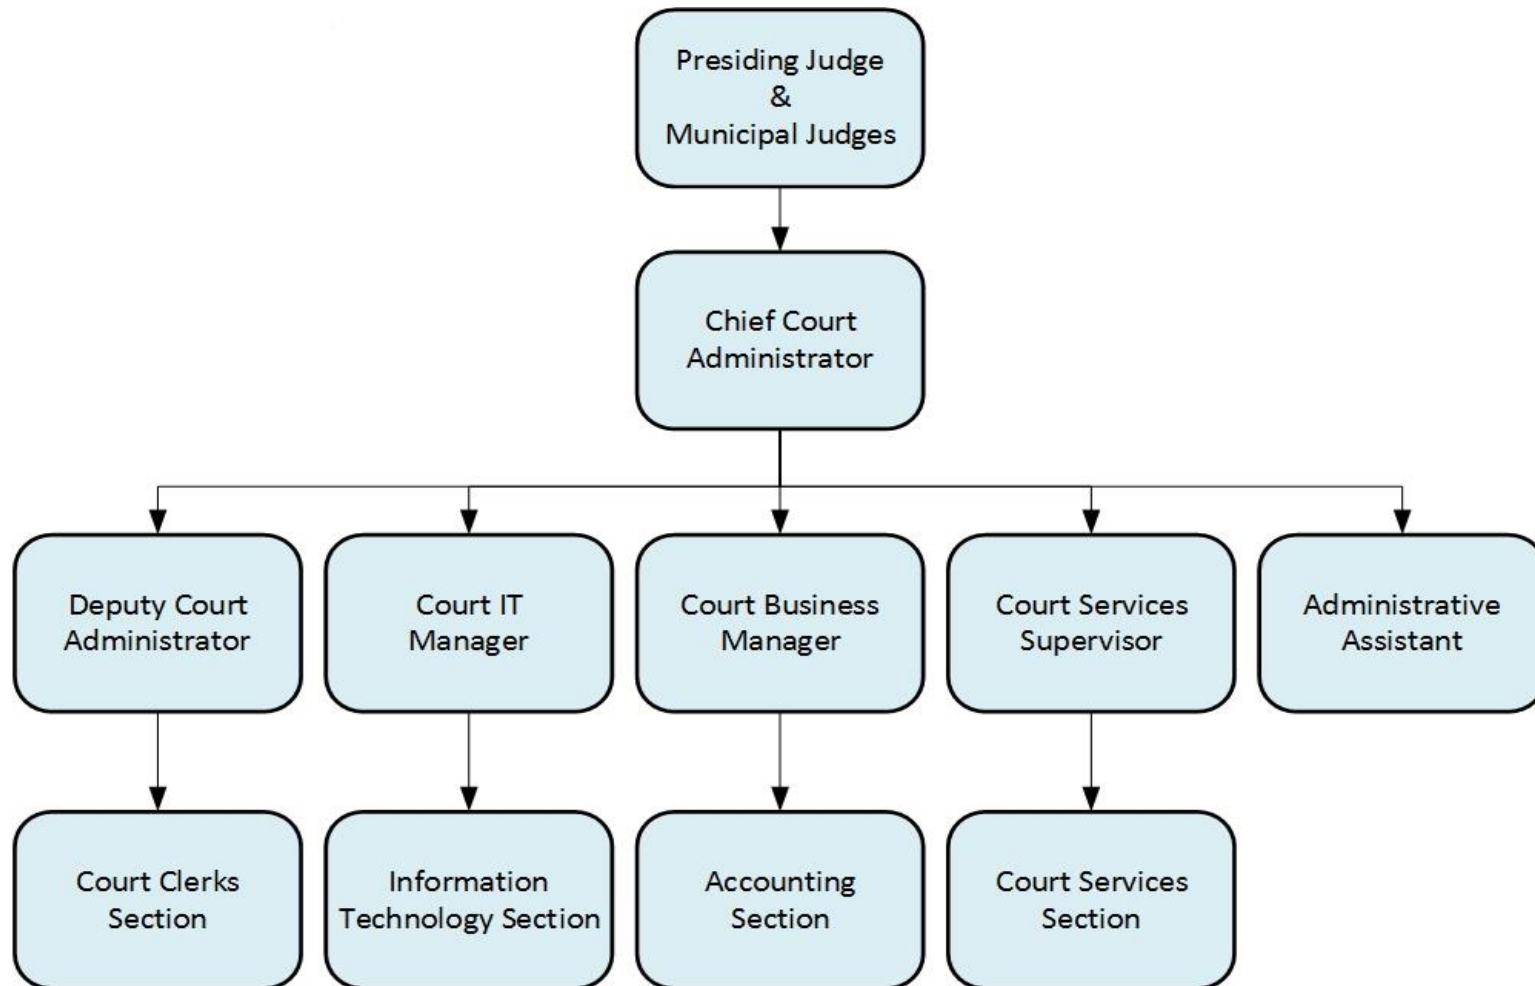 Presiding Judge
&
Municipal Judges
Chief Court
Administrator
Deputy Court
Administrator
Court IT
Manager
Court Business
Manager
Court Services
Supervisor
Administrative
Assistant
Court Clerks
Section
Information
Technology Section
Accounting
Section
Court Services
Section